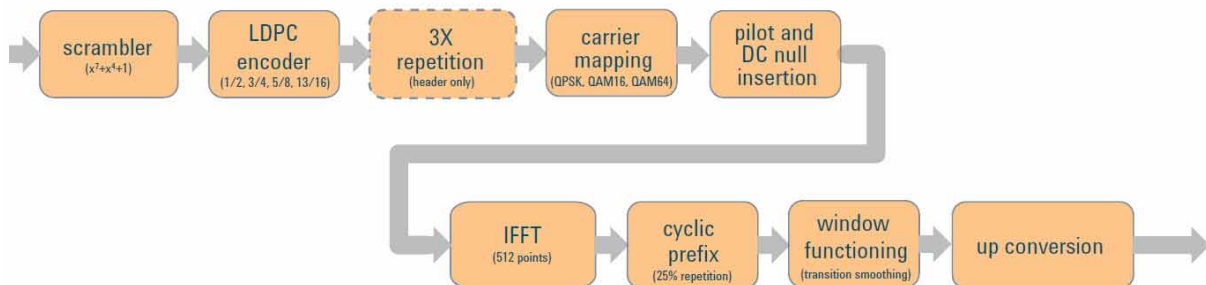 scrambler
(x⁷+x⁴+1)
LDPC
encoder
(1/2, 3/4, 5/8, 13/16)
3X
repetition
(header only)
carrier
mapping
(QPSK, QAM16, QAM64)
pilot and
DC null
insertion
IFFT
(512 points)
cyclic
prefix
(25% repetition)
window
functioning
(transition smoothing)
up conversion